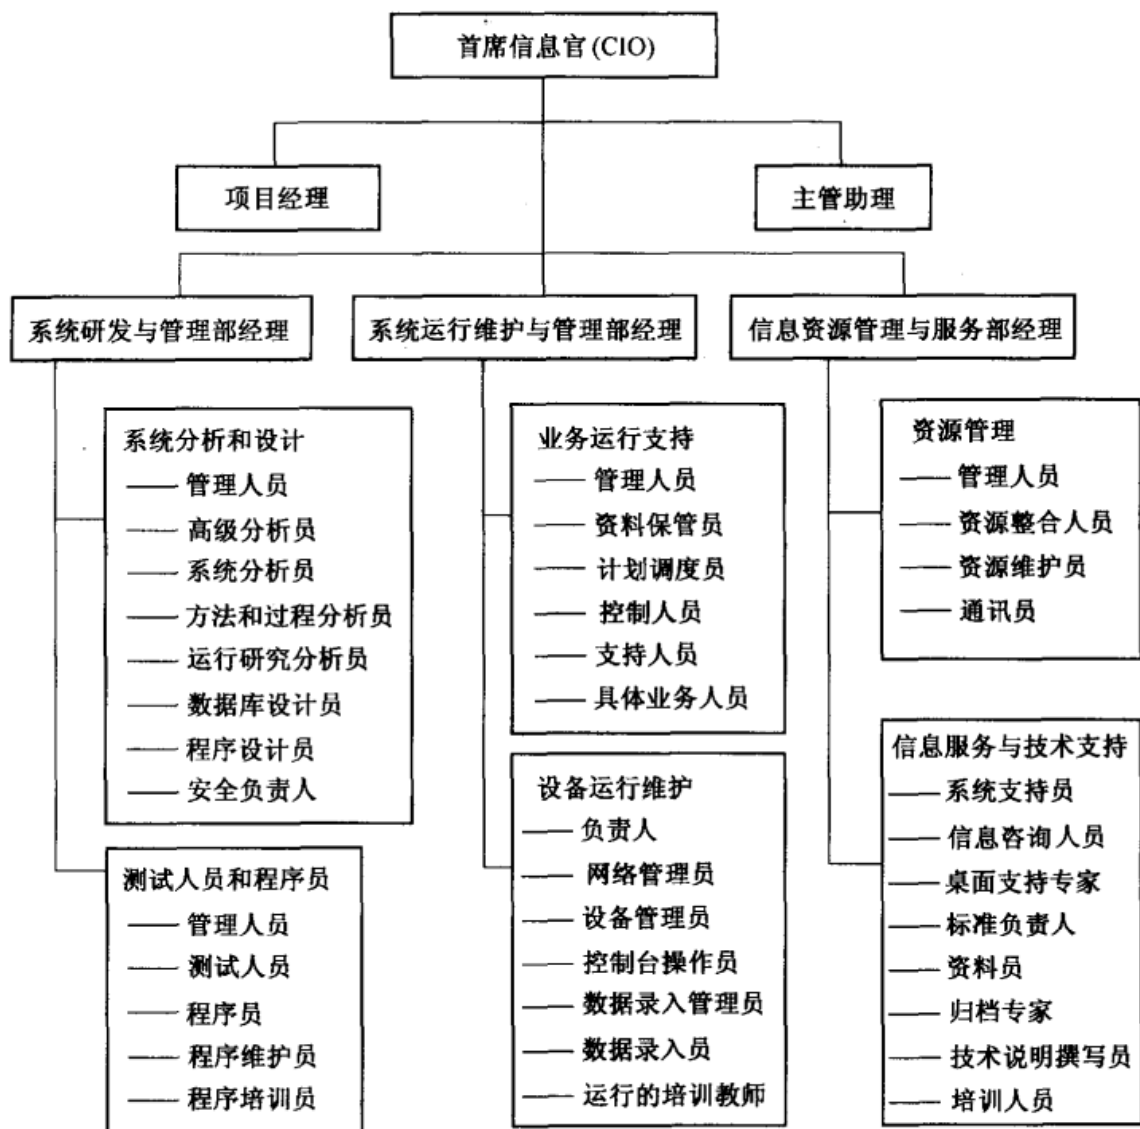 首席信息官(CIO)
项目经理
主管助理
系统研发与管理部经理
系统运行维护与管理部经理
信息资源管理与服务部经理
系统分析和设计
管理人员
高级分析员
系统分析员
方法和过程分析员
运行研究分析员
数据库设计员
程序设计员
安全负责人
测试人员和程序员
管理人员
测试人员
程序员
程序维护员
程序培训员
业务运行支持
管理人员
资料保管员
计划调度员
控制人员
支持人员
具体业务人员
设备运行维护
负责人
网络管理员
设备管理员
控制台操作员
数据录入管理员
数据录入员
运行的培训教师
资源管理
管理人员
资源整合人员
资源维护员
通讯员
信息服务与技术支持
系统支持员
信息咨询人员
桌面支持专家
标准负责人
资料员
归档专家
技术说明撰写员
培训人员